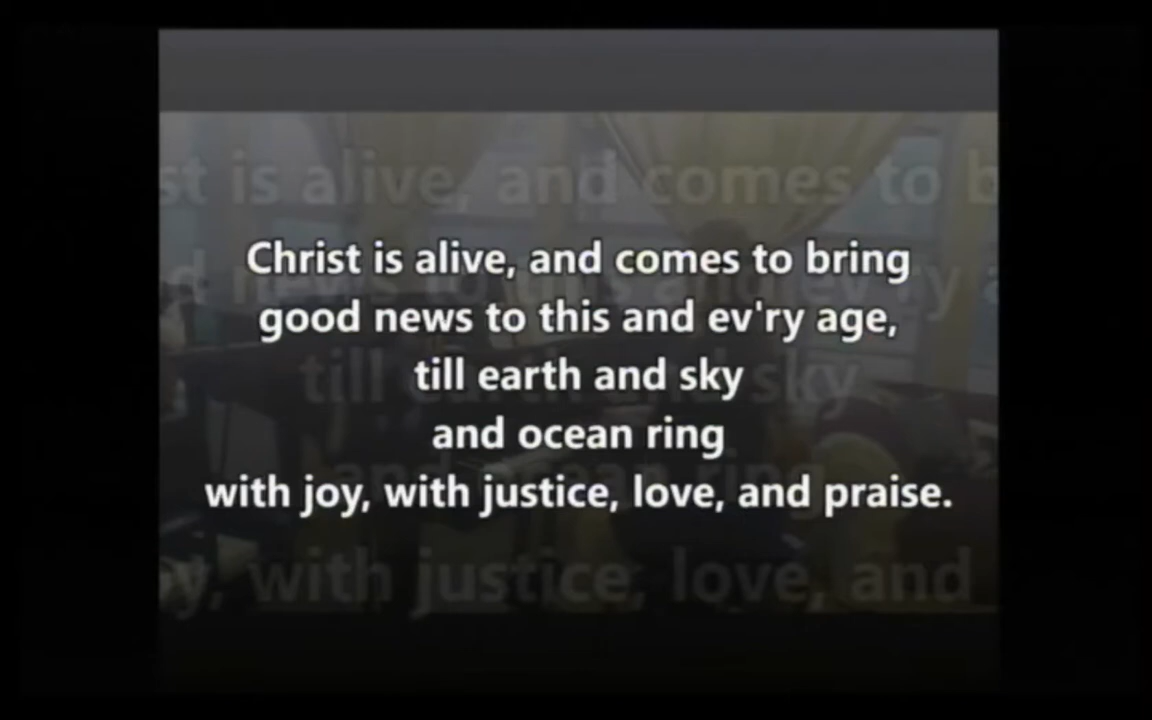 Christ is alive, and comes to bring
good news to this and ev'ry age,
till earth and sky
and ocean ring
with joy, with justice, love, and praise.